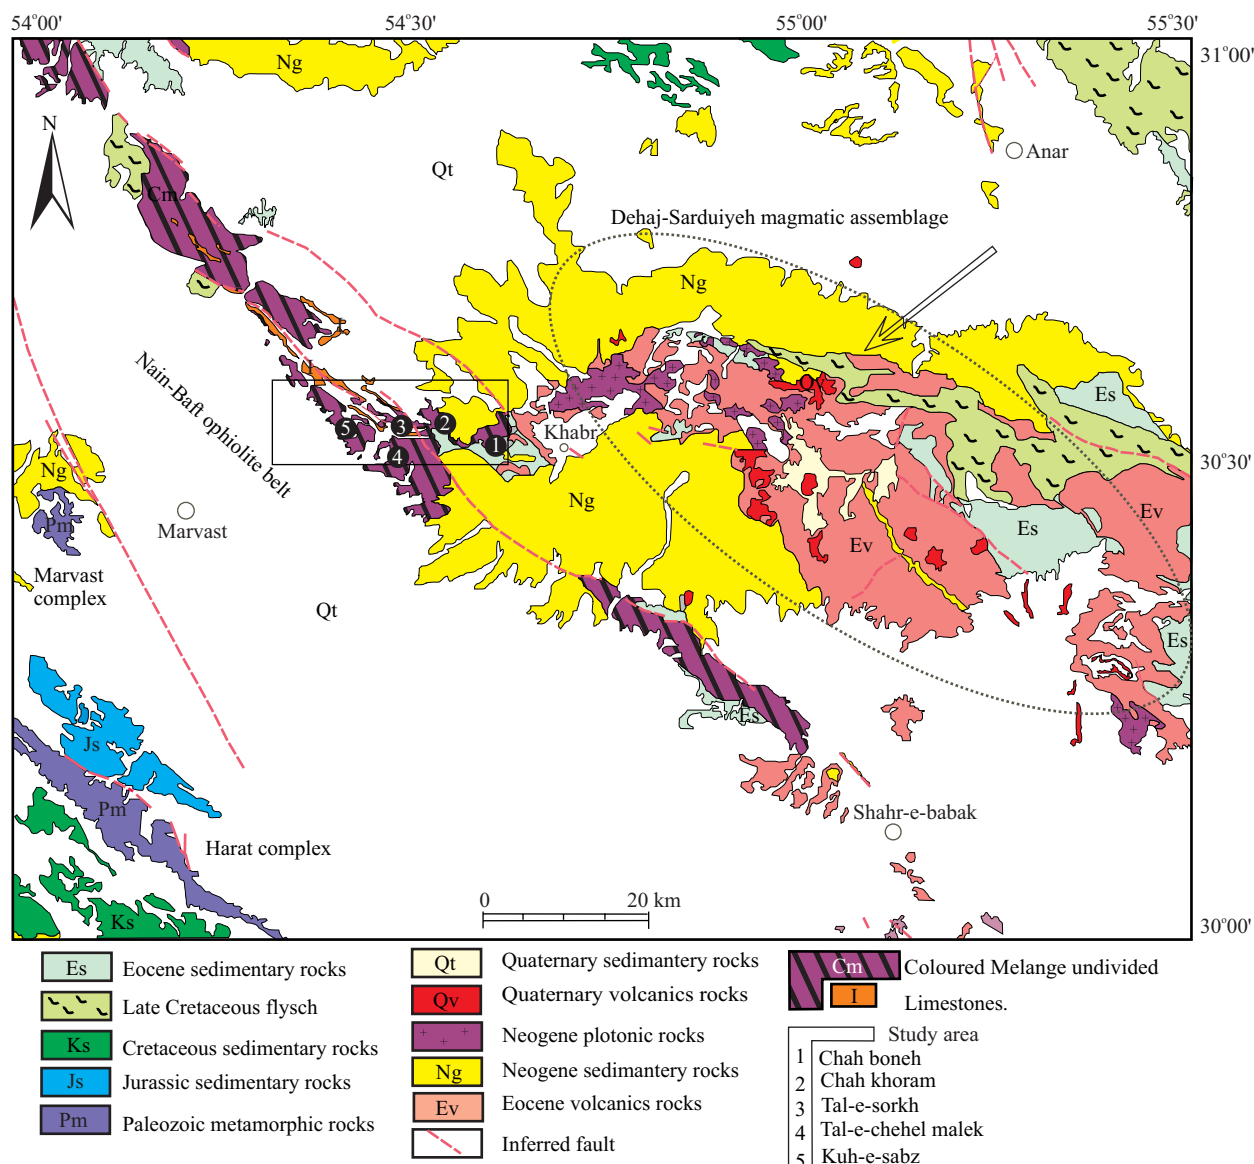 54°00'
54°30'
55°00'
55°30'
31°00'
Ng
N
Qt
Anar
Cm
Dehaj-Sarduiyeh magmatic assemblage
Ng
Nain-Baft ophiolite belt
I
Q
Es
5
3
2
1
4
Khabr
30°30'
Ng
Pm
Marvast
Ng
Es
Ev
Ev
Marvast
complex
Qt
Es
Es
Js
Pm
Shahr-e-babak
Harat complex
Ks
0
20 km
30°00'
Es Eocene sedimentary rocks
Late Cretaceous flysch
Ks Cretaceous sedimentary rocks
Js Jurassic sedimentary rocks
Pm Paleozoic metamorphic rocks
Qt Quaternary sedimantery rocks
Qv Quaternary volcanics rocks
Neogene plotonic rocks
Ng Neogene sedimantery rocks
Ev Eocene volcanics rocks
Inferred fault
Cm Coloured Melange undivided
I Limestones.
Study area
1 Chah boneh
2 Chah khoram
3 Tal-e-sorkh
4 Tal-e-chehel malek
5 Kuh-e-sabz